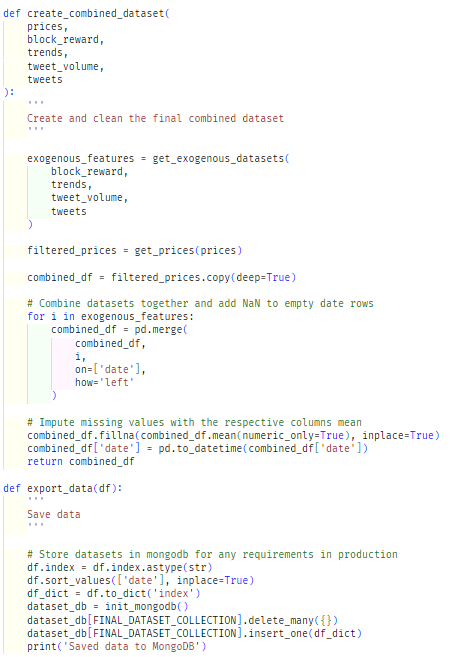 def create_combined_dataset(
    prices,
    block_reward,
    trends,
    tweet_volume,
    tweets
):
    '''
    Create and clean the final combined dataset
    '''
    exogenous_features = get_exogenous_datasets(
        block_reward,
        trends,
        tweet_volume,
        tweets
    )
    filtered_prices = get_prices(prices)
    combined_df = filtered_prices.copy(deep=True)
    # Combine datasets together and add NaN to empty date rows
    for i in exogenous_features:
        combined_df = pd.merge(
            combined_df,
            i,
            on=['date'],
            how='left'
        )
    # Impute missing values with the respective columns mean
    combined_df.fillna(combined_df.mean(numeric_only=True), inplace=True)
    combined_df['date'] = pd.to_datetime(combined_df['date'])
    return combined_df
def export_data(df):
    '''
    Save data
    '''
    # Store datasets in mongodb for any requirements in production
    df.index = df.index.astype(str)
    df.sort_values(['date'], inplace=True)
    df_dict = df.to_dict('index')
    dataset_db = init_mongodb()
    dataset_db[FINAL_DATASET_COLLECTION].delete_many({})
    dataset_db[FINAL_DATASET_COLLECTION].insert_one(df_dict)
    print('Saved data to MongoDB')